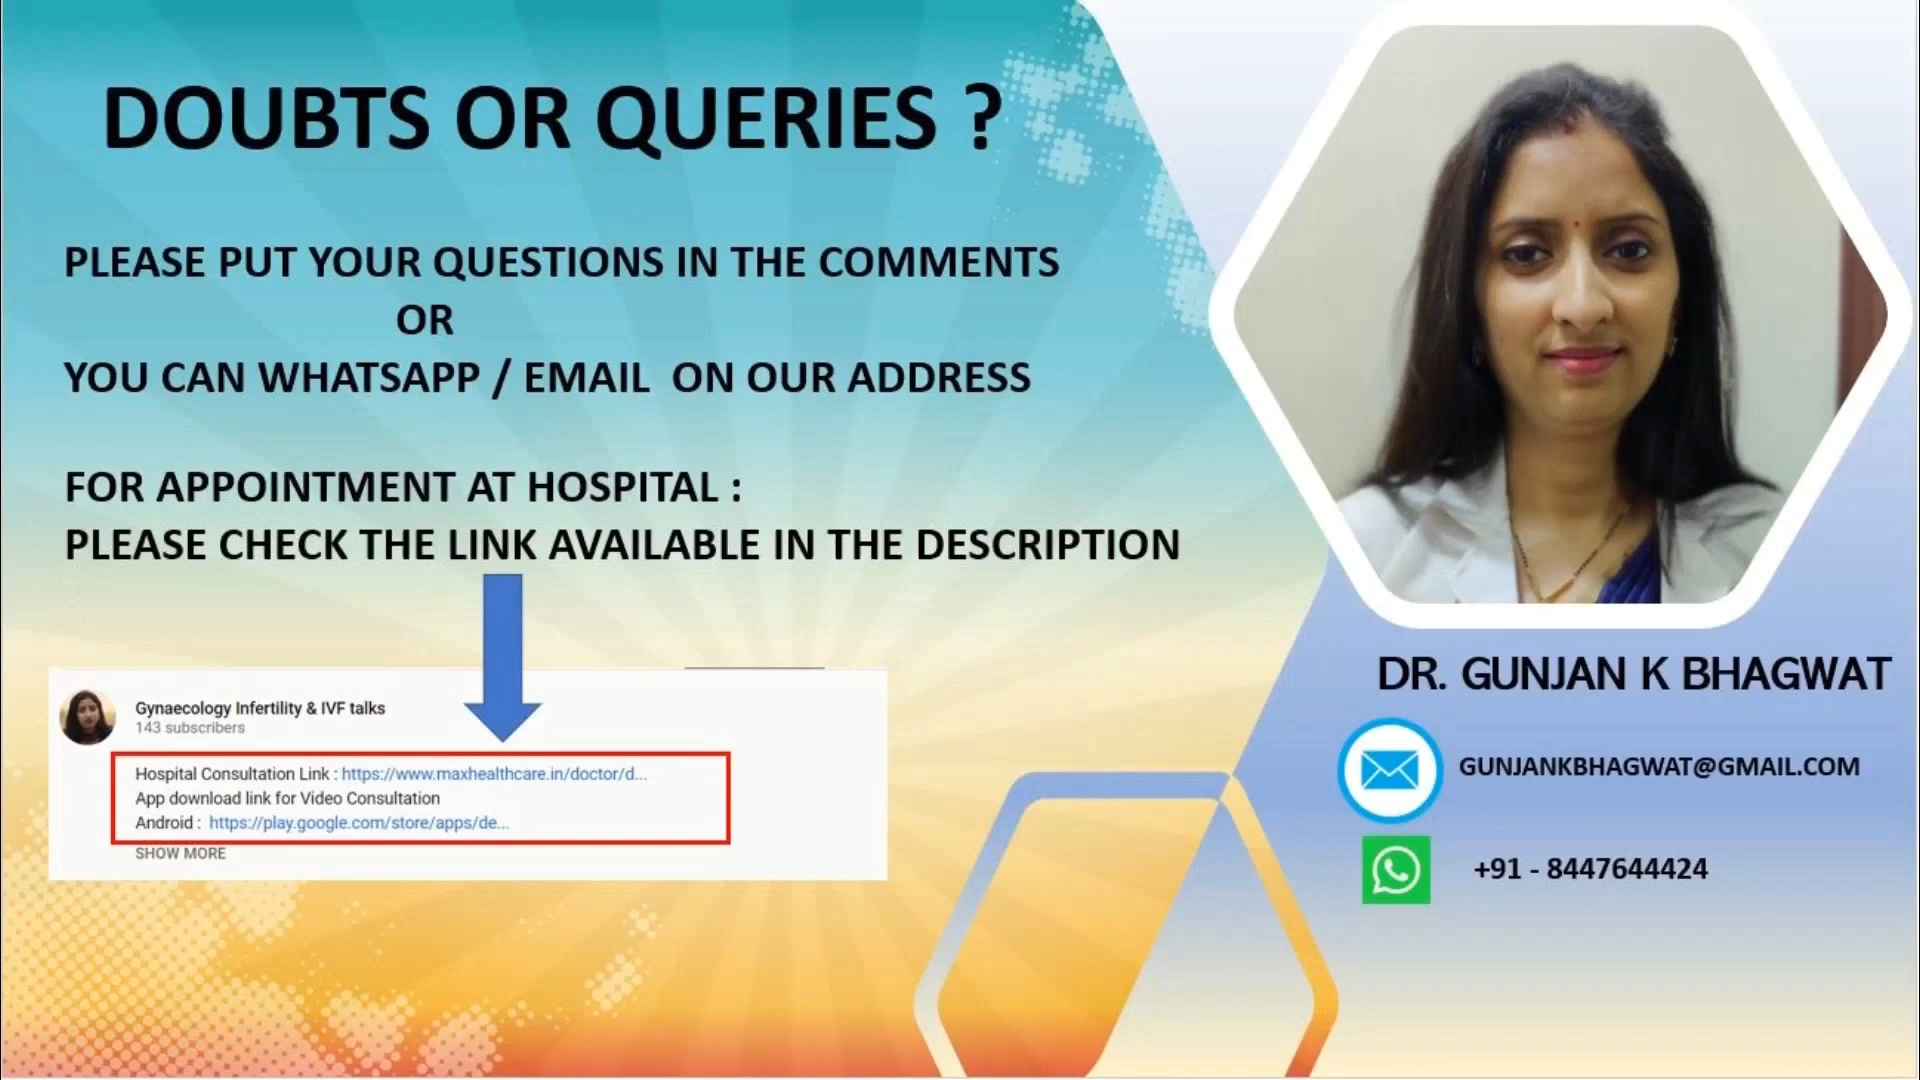 DOUBTS OR QUERIES ?
PLEASE PUT YOUR QUESTIONS IN THE COMMENTS
OR
YOU CAN WHATSAPP / EMAIL ON OUR ADDRESS
FOR APPOINTMENT AT HOSPITAL :
PLEASE CHECK THE LINK AVAILABLE IN THE DESCRIPTION
Gynaecology Infertility & IVF talks
143 subscribers
Hospital Consultation Link : https://www.maxhealthcare.in/doctor/d...
App download link for Video Consultation
Android : https://play.google.com/store/apps/de...
SHOW MORE
DR. GUNJAN K BHAGWAT
GUNJANKBHAGWAT@GMAIL.COM
+91 - 8447644424